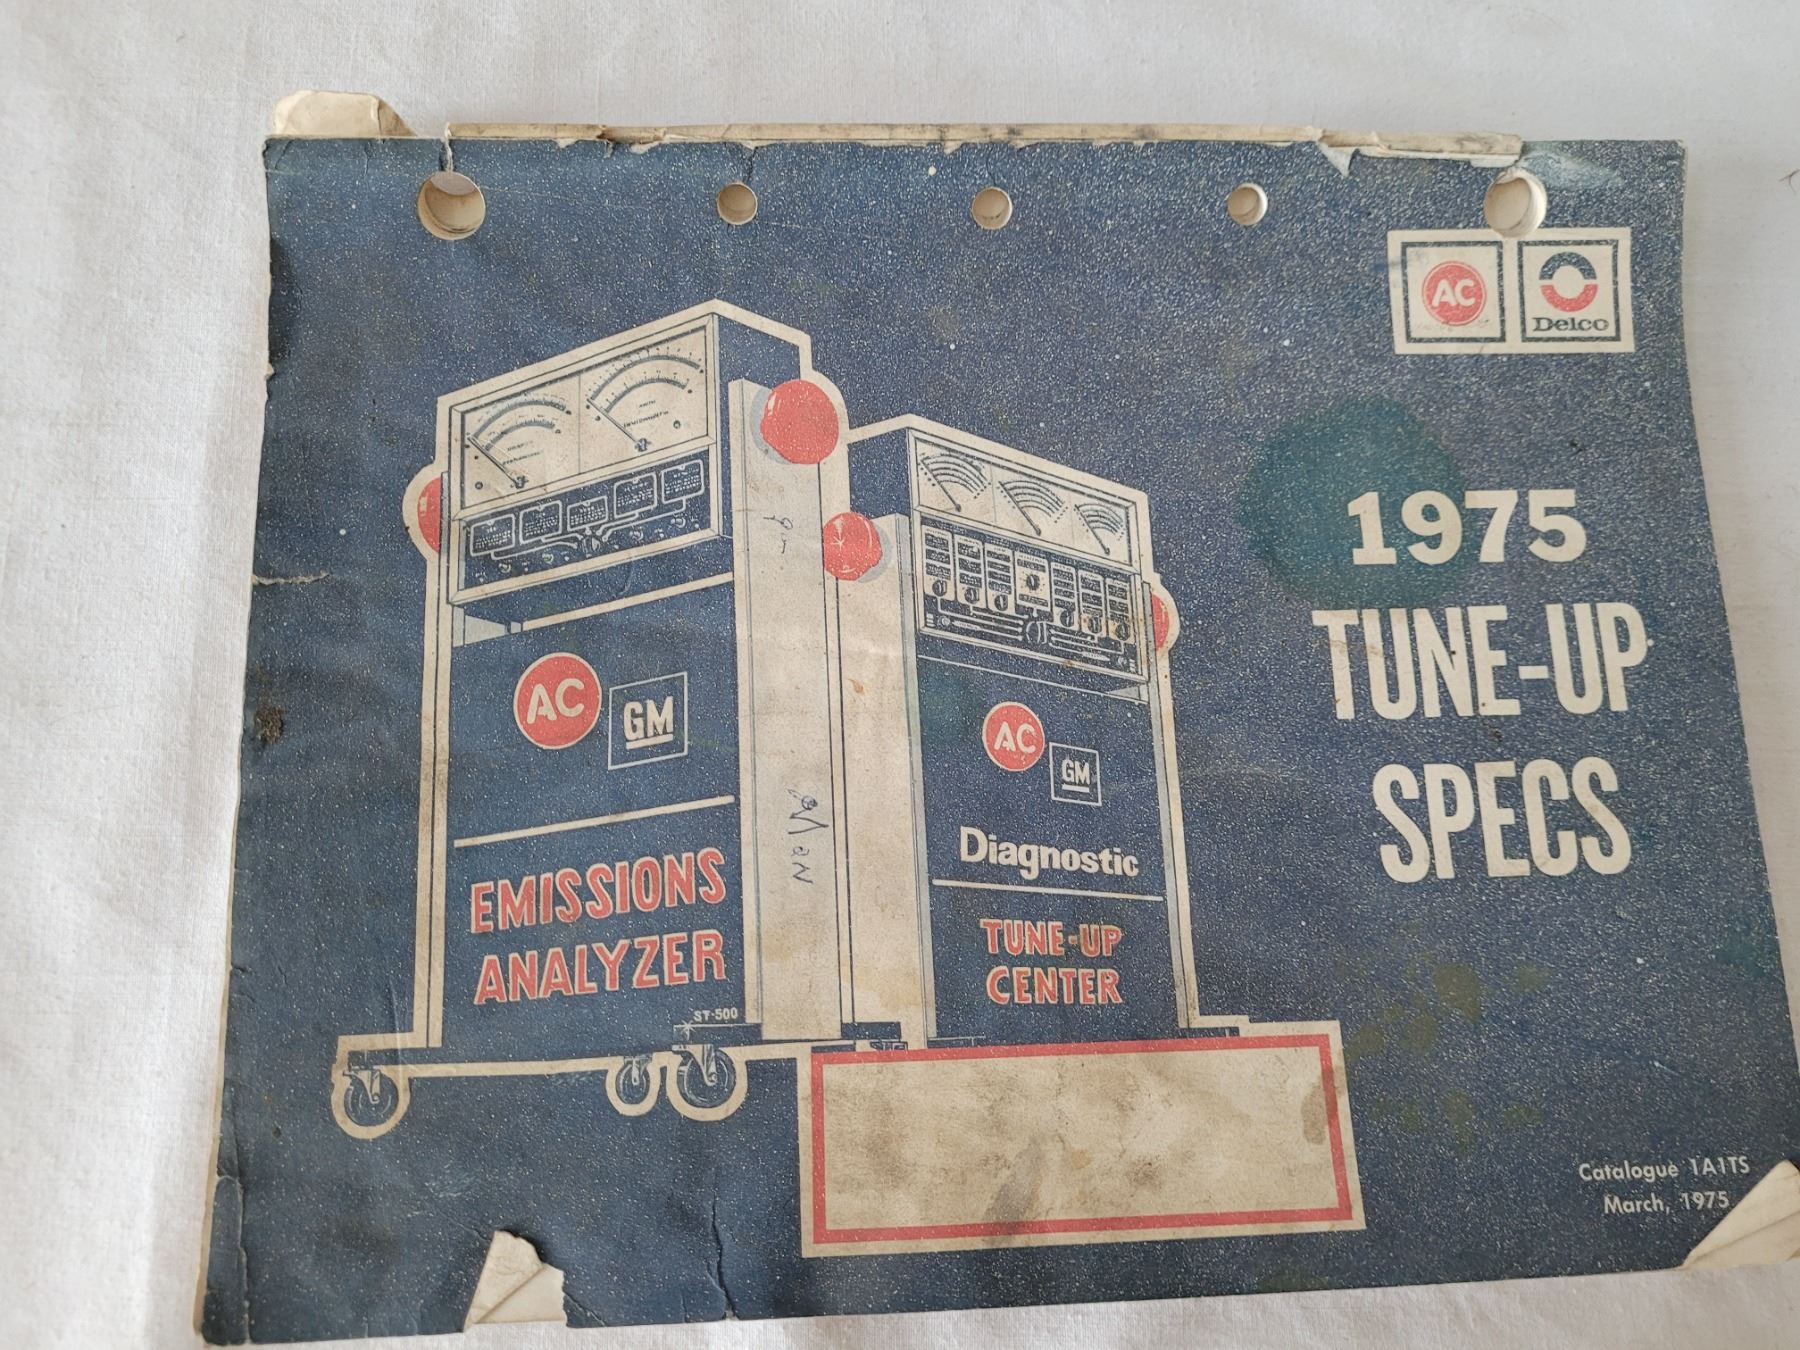 AC
Delco
1975
TUNE-UP
SPECS
AC
GM
EMISSIONS
ANALYZER
ST-500
AC
GM
Diagnostic
TUNE-UP
CENTER
Catalogue 1A1TS
March, 1975